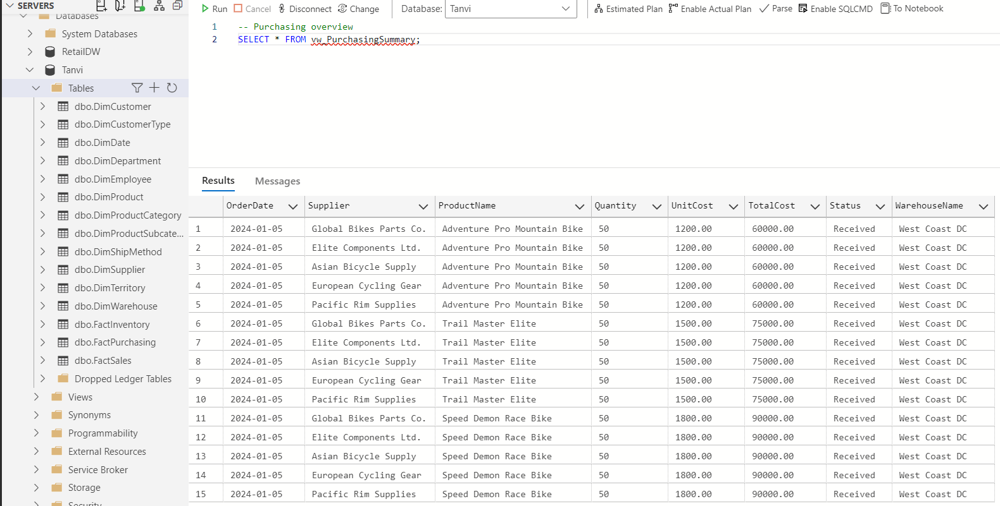 SERVERS
Databases
System Databases
RetailDW
Tanvi
Tables
dbo.DimCustomer
dbo.DimCustomerType
dbo.DimDate
dbo.DimDepartment
dbo.DimEmployee
dbo.DimProduct
dbo.DimProductCategory
dbo.DimProductSubcate...
dbo.DimShipMethod
dbo.DimSupplier
dbo.DimTerritory
dbo.DimWarehouse
dbo.FactInventory
dbo.FactPurchasing
dbo.FactSales
Dropped Ledger Tables
Views
Synonyms
Programmability
External Resources
Service Broker
Storage
Security
Run Cancel Disconnect Change Database: Tanvi Estimated Plan Enable Actual Plan Parse Enable SQLCMD To Notebook
1 -- Purchasing overview
2 SELECT * FROM vw_PurchasingSummary;
Results Messages
OrderDate Supplier ProductName Quantity UnitCost TotalCost Status WarehouseName
1 2024-01-05 Global Bikes Parts Co. Adventure Pro Mountain Bike 50 1200.00 60000.00 Received West Coast DC
2 2024-01-05 Elite Components Ltd. Adventure Pro Mountain Bike 50 1200.00 60000.00 Received West Coast DC
3 2024-01-05 Asian Bicycle Supply Adventure Pro Mountain Bike 50 1200.00 60000.00 Received West Coast DC
4 2024-01-05 European Cycling Gear Adventure Pro Mountain Bike 50 1200.00 60000.00 Received West Coast DC
5 2024-01-05 Pacific Rim Supplies Adventure Pro Mountain Bike 50 1200.00 60000.00 Received West Coast DC
6 2024-01-05 Global Bikes Parts Co. Trail Master Elite 50 1500.00 75000.00 Received West Coast DC
7 2024-01-05 Elite Components Ltd. Trail Master Elite 50 1500.00 75000.00 Received West Coast DC
8 2024-01-05 Asian Bicycle Supply Trail Master Elite 50 1500.00 75000.00 Received West Coast DC
9 2024-01-05 European Cycling Gear Trail Master Elite 50 1500.00 75000.00 Received West Coast DC
10 2024-01-05 Pacific Rim Supplies Trail Master Elite 50 1500.00 75000.00 Received West Coast DC
11 2024-01-05 Global Bikes Parts Co. Speed Demon Race Bike 50 1800.00 90000.00 Received West Coast DC
12 2024-01-05 Elite Components Ltd. Speed Demon Race Bike 50 1800.00 90000.00 Received West Coast DC
13 2024-01-05 Asian Bicycle Supply Speed Demon Race Bike 50 1800.00 90000.00 Received West Coast DC
14 2024-01-05 European Cycling Gear Speed Demon Race Bike 50 1800.00 90000.00 Received West Coast DC
15 2024-01-05 Pacific Rim Supplies Speed Demon Race Bike 50 1800.00 90000.00 Received West Coast DC